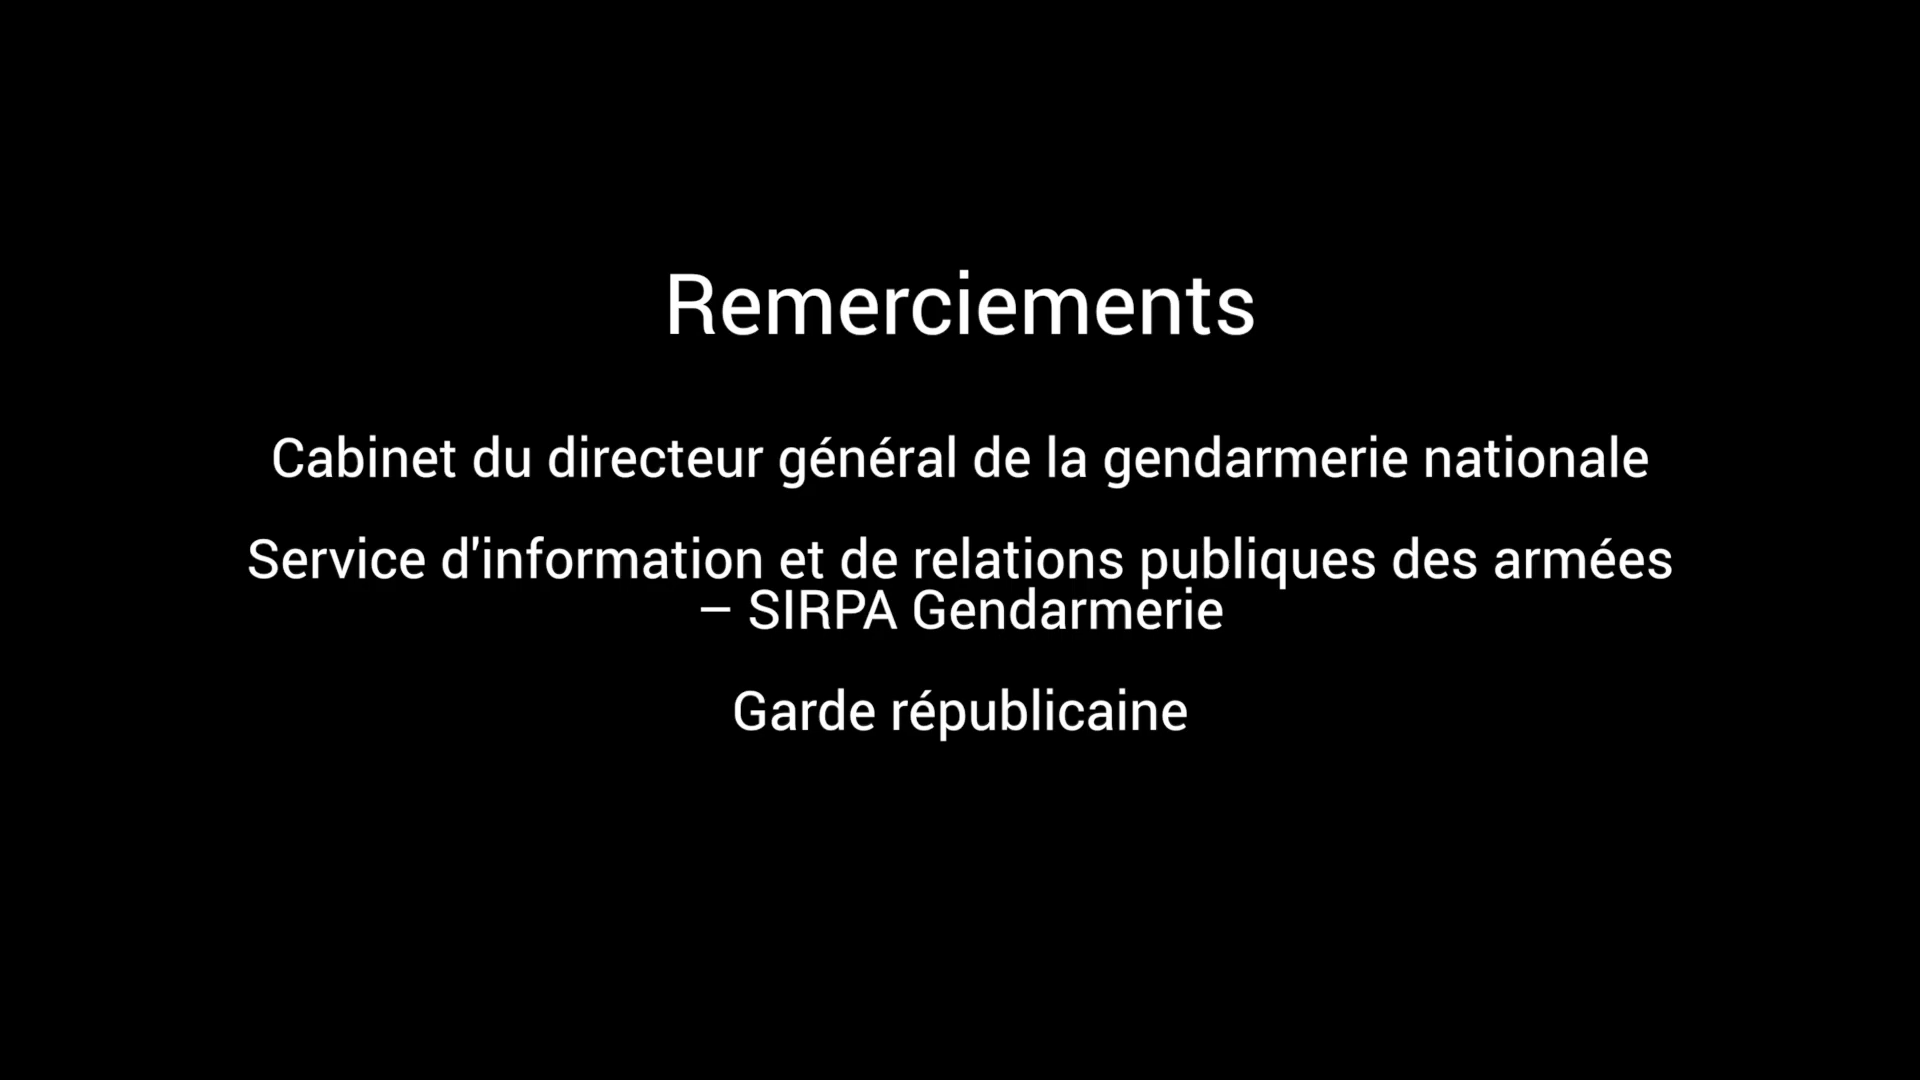 Remerciements
Cabinet du directeur général de la gendarmerie nationale
Service d'information et de relations publiques des armées
– SIRPA Gendarmerie
Garde républicaine